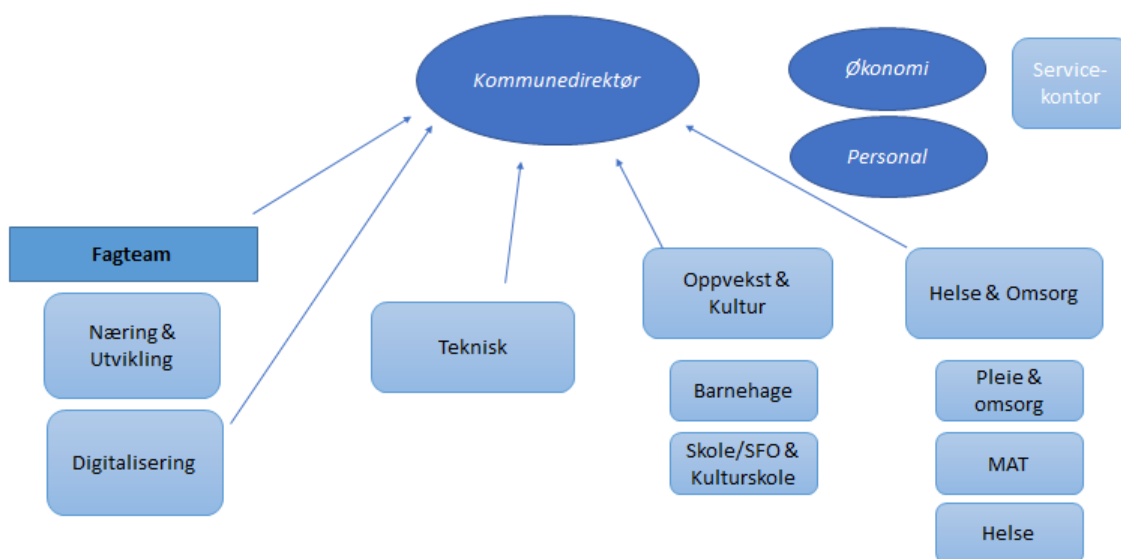 Kommunedirektør
Økonomi
Service-
kontor
Personal
Fagteam
Næring &
Utvikling
Digitalisering
Teknisk
Oppvekst &
Kultur
Barnehage
Skole/SFO &
Kulturskole
Helse & Omsorg
Pleie &
omsorg
MAT
Helse